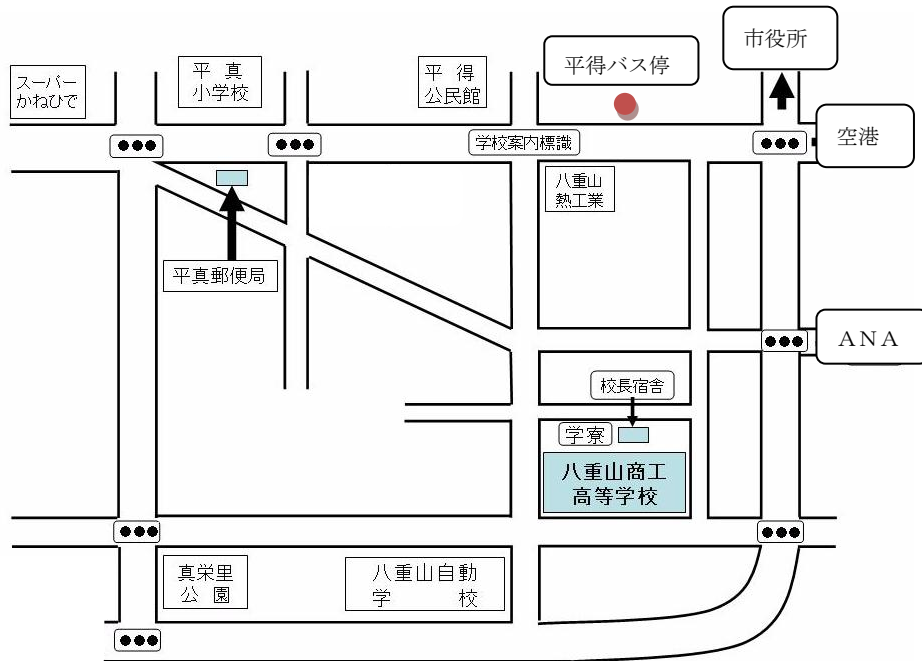 市役所
平得バス停
平 真
小学校
平 得
公民館
スーパー
かねひで
空港
学校案内標識
八重山
熱工業
平真郵便局
ANA
校長宿舎
学寮
八重山商工
高等学校
真栄里
公 園
八重山自動
学 校